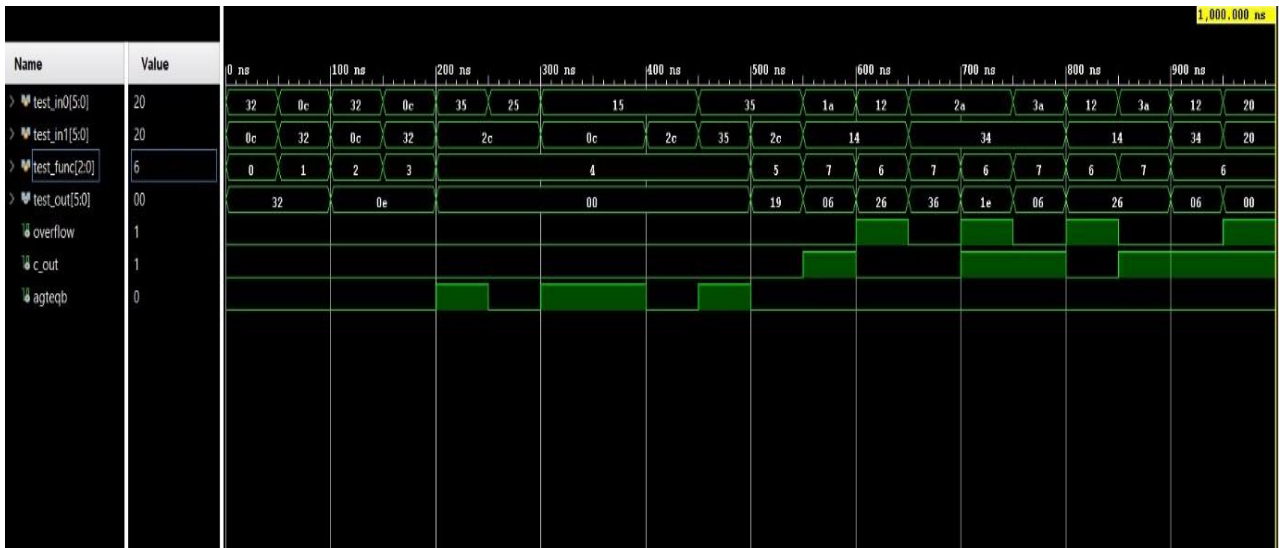 1,000.000 ns
Name Value 0 ns 100 ns 200 ns 300 ns 400 ns 500 ns 600 ns 700 ns 800 ns 900 ns
test_in0[5:0] 20 32 0c 32 0c 35 25 15 35 1a 12 2a 3a 12 3a 12 20
test_in1[5:0] 20 0c 32 0c 32 2c 0c 2c 35 2c 14 34 14 34 20
test_func[2:0] 6 0 1 2 3 4 5 7 6 7 6 7 6 7 6
test_out[5:0] 00 32 0e 00 19 06 26 36 1e 06 26 06 00
overflow 1
c_out 1
agteqb 0